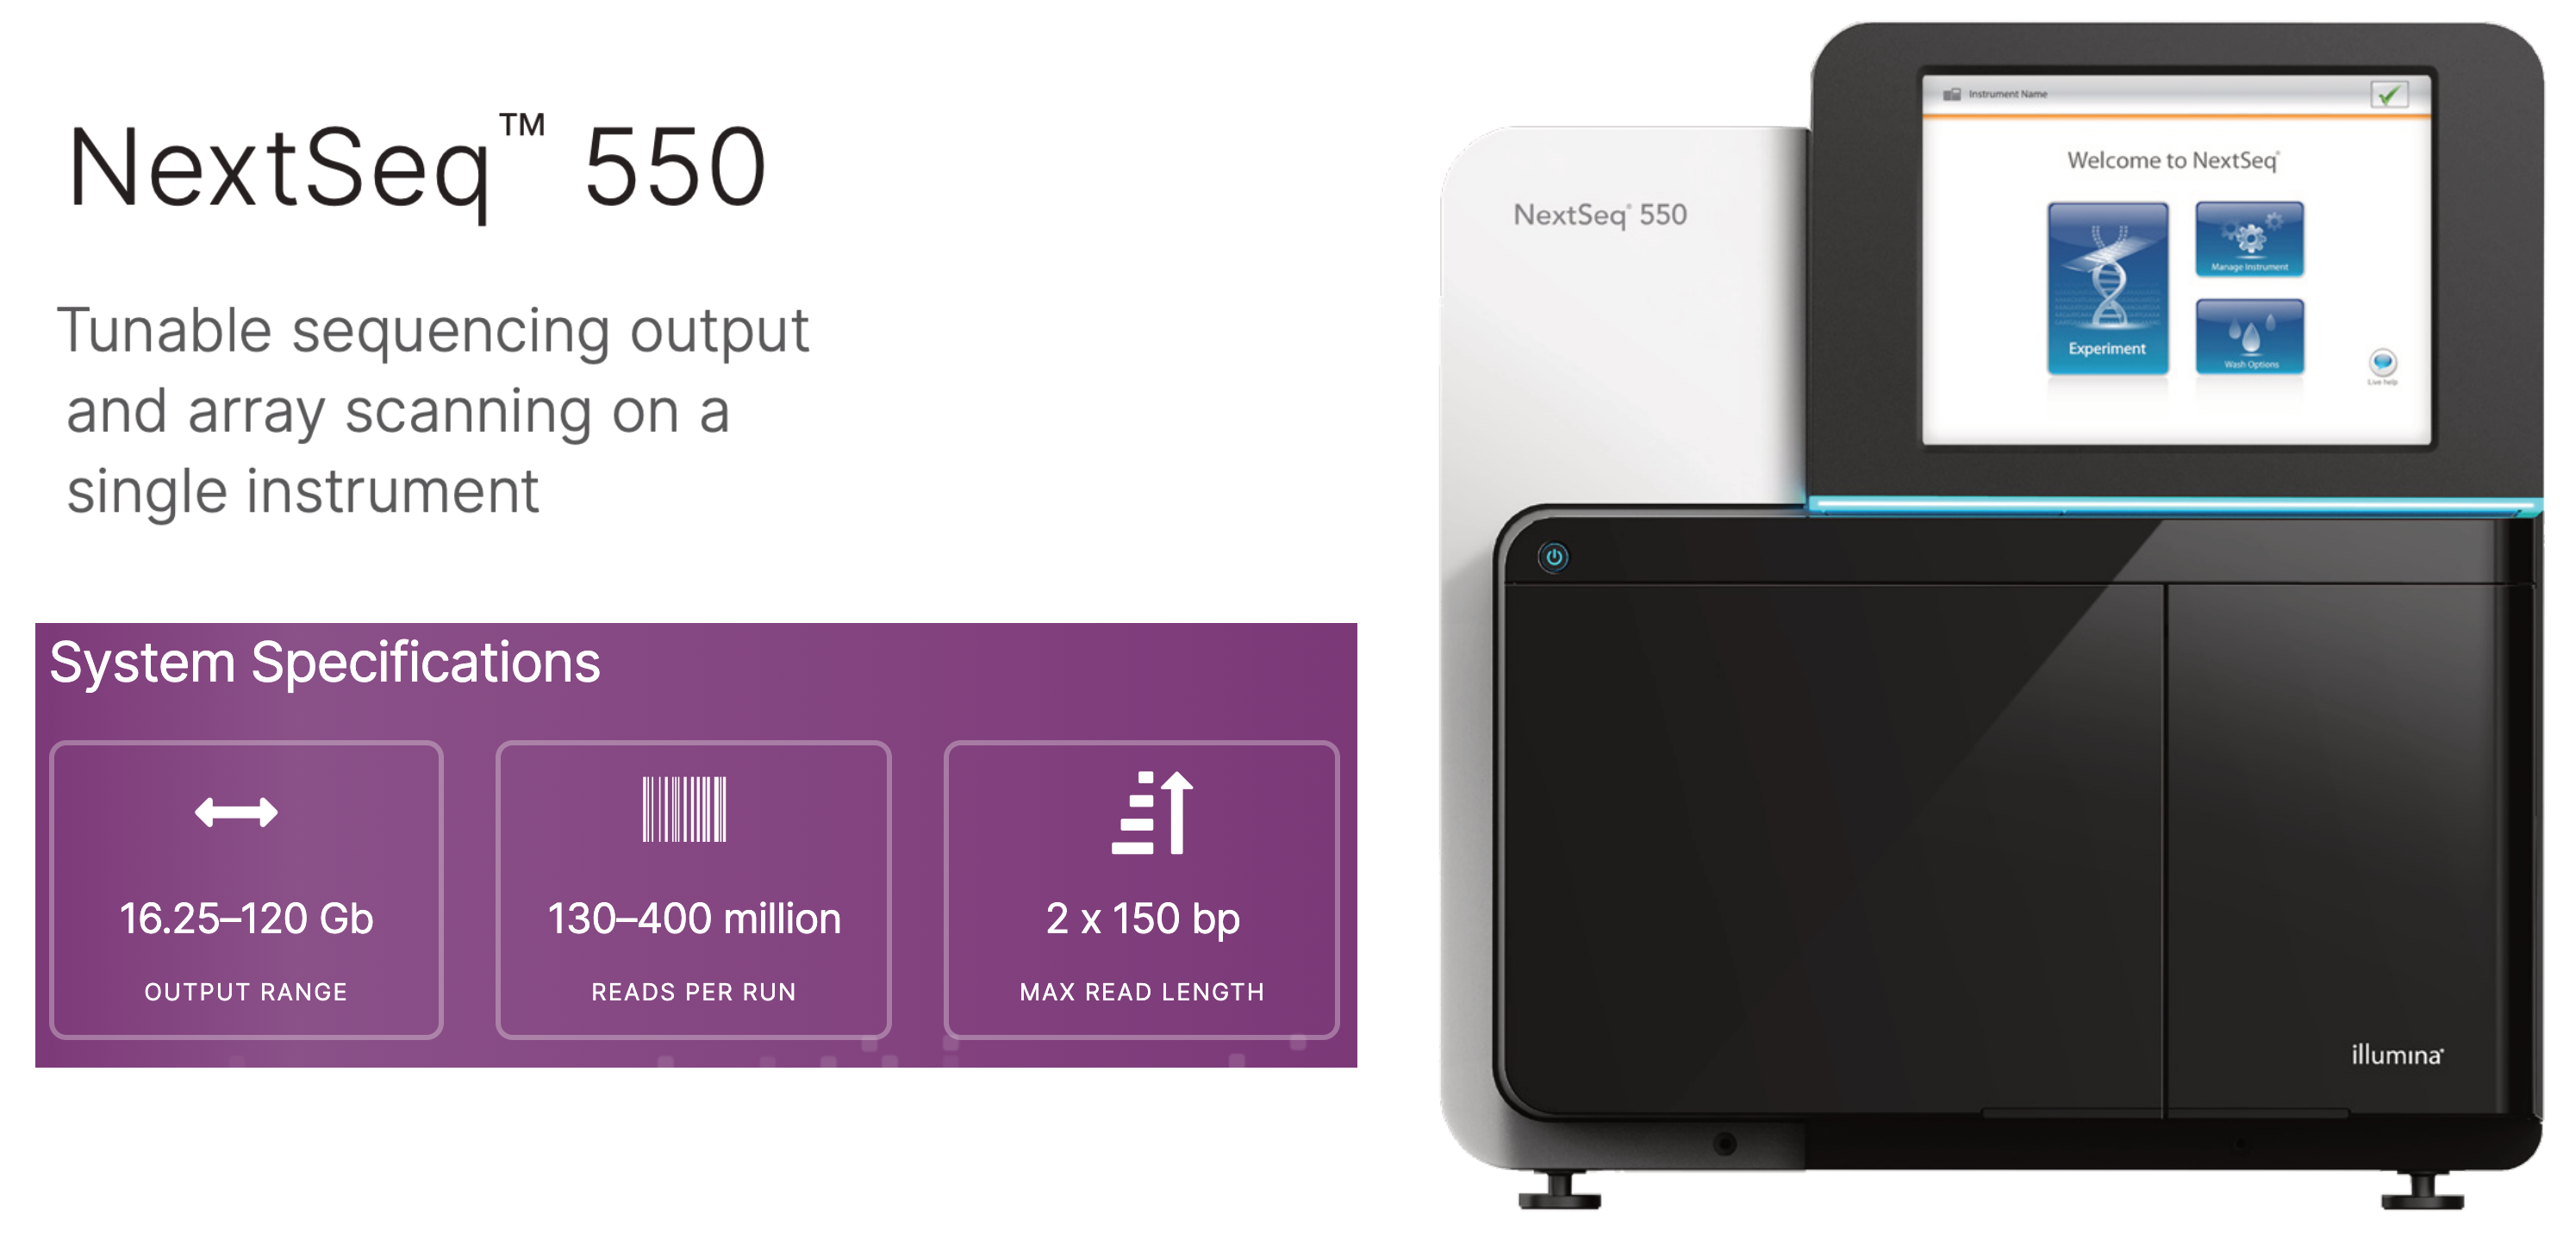 NextSeq™ 550
Tunable sequencing output
and array scanning on a
single instrument
System Specifications
16.25–120 Gb
OUTPUT RANGE
130–400 million
READS PER RUN
2 x 150 bp
MAX READ LENGTH
NextSeq® 550
Instrument Name
Welcome to NextSeq®
Experiment
Manage Instrument
Wash Options
Live help
illumina®